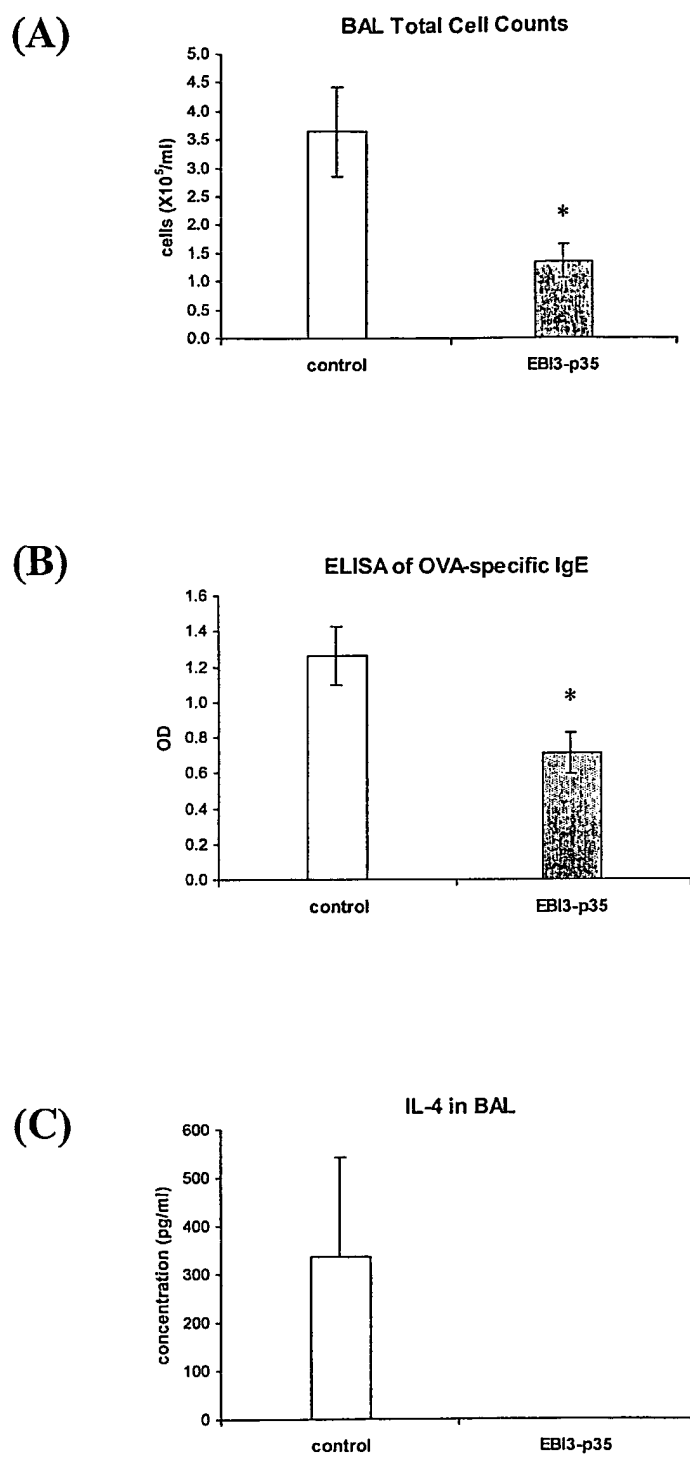 (A)
BAL Total Cell Counts
cells (X10⁵/ml)
5.0
4.5
4.0
3.5
3.0
2.5
2.0
1.5
1.0
0.5
0.0
*
control EBI3-p35
(B)
ELISA of OVA-specific IgE
OD
1.6
1.4
1.2
1.0
0.8
0.6
0.4
0.2
0.0
*
control EBI3-p35
(C)
IL-4 in BAL
concentration (pg/ml)
600
500
400
300
200
100
0
control EBI3-p35